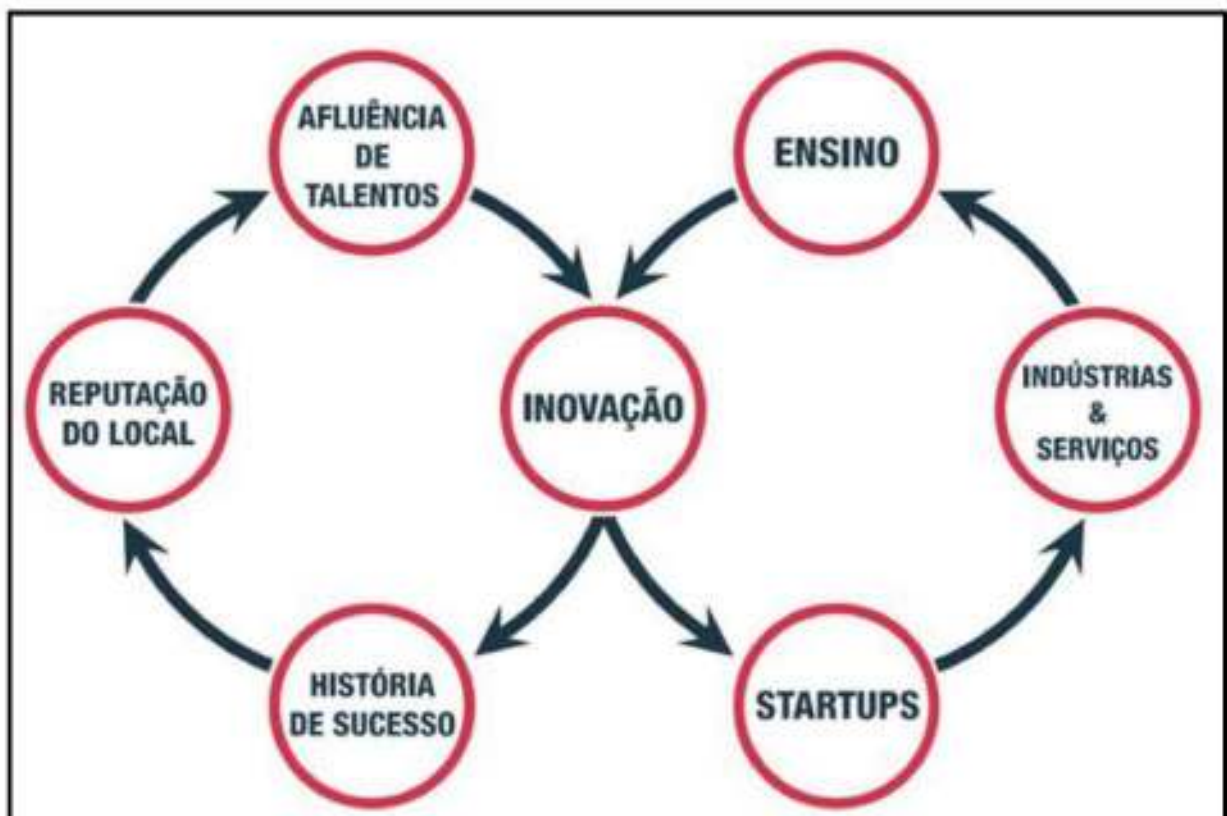 AFLUÊNCIA
DE
TALENTOS
ENSINO
REPUTAÇÃO
DO LOCAL
INOVAÇÃO
INDÚSTRIAS
&
SERVIÇOS
HISTÓRIA
DE SUCESSO
STARTUPS